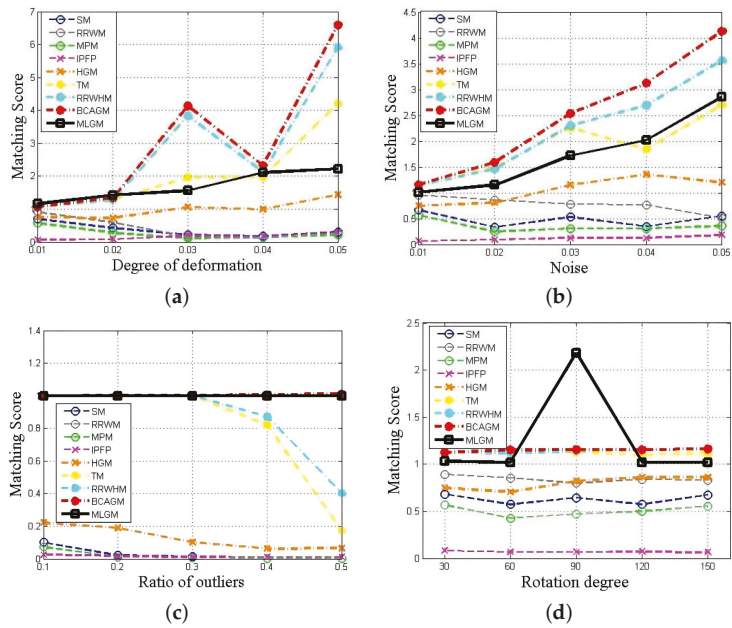 7
6
5
4
3
2
1
0
Matching Score
SM
RRWM
MPM
IPFP
HGM
TM
RRWHM
BCAGM
MLGM
0.01 0.02 0.03 0.04 0.05
Degree of deformation
(a)
4.5
4
3.5
3
2.5
2
1.5
1
0.5
0
Matching Score
SM
RRWM
MPM
IPFP
HGM
TM
RRWHM
BCAGM
MLGM
0.01 0.02 0.03 0.04 0.05
Noise
(b)
1.4
1.2
1
0.8
0.6
0.4
0.2
0
Matching Score
SM
RRWM
MPM
IPFP
HGM
TM
RRWHM
BCAGM
MLGM
0.1 0.2 0.3 0.4 0.5
Ratio of outliers
(c)
2.5
2
1.5
1
0.5
0
Matching Score
SM
RRWM
MPM
IPFP
HGM
TM
RRWHM
BCAGM
MLGM
30 60 90 120 150
Rotation degree
(d)